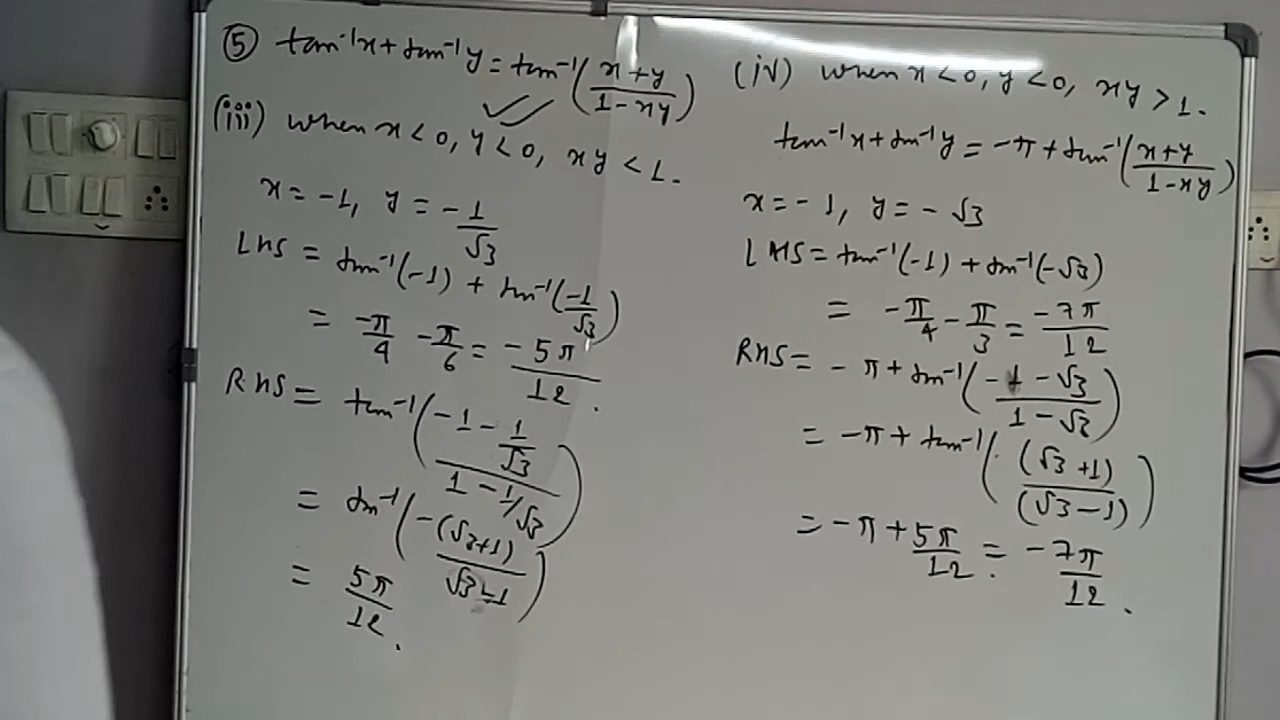 ⑤ tan⁻¹x + tan⁻¹y = tan⁻¹((x+y)/(1-xy))
(iii) when x < 0, y < 0, xy < 1.
x = -1, y = -1/√3
LHS = tan⁻¹(-1) + tan⁻¹(-1/√3)
= -π/4 - π/6 = -5π/12.
RHS = tan⁻¹((-1 - 1/√3)/(1 - 1/√3))
= tan⁻¹(-(√3+1)/(√3-1))
= 5π/12.
(iv) when x < 0, y < 0, xy > 1.
tan⁻¹x + tan⁻¹y = -π + tan⁻¹((x+y)/(1-xy))
x = -1, y = -√3
LHS = tan⁻¹(-1) + tan⁻¹(-√3)
= -π/4 - π/3 = -7π/12
RHS = -π + tan⁻¹((-1-√3)/(1-√3))
= -π + tan⁻¹((√3+1)/(√3-1))
= -π + 5π/12 = -7π/12.